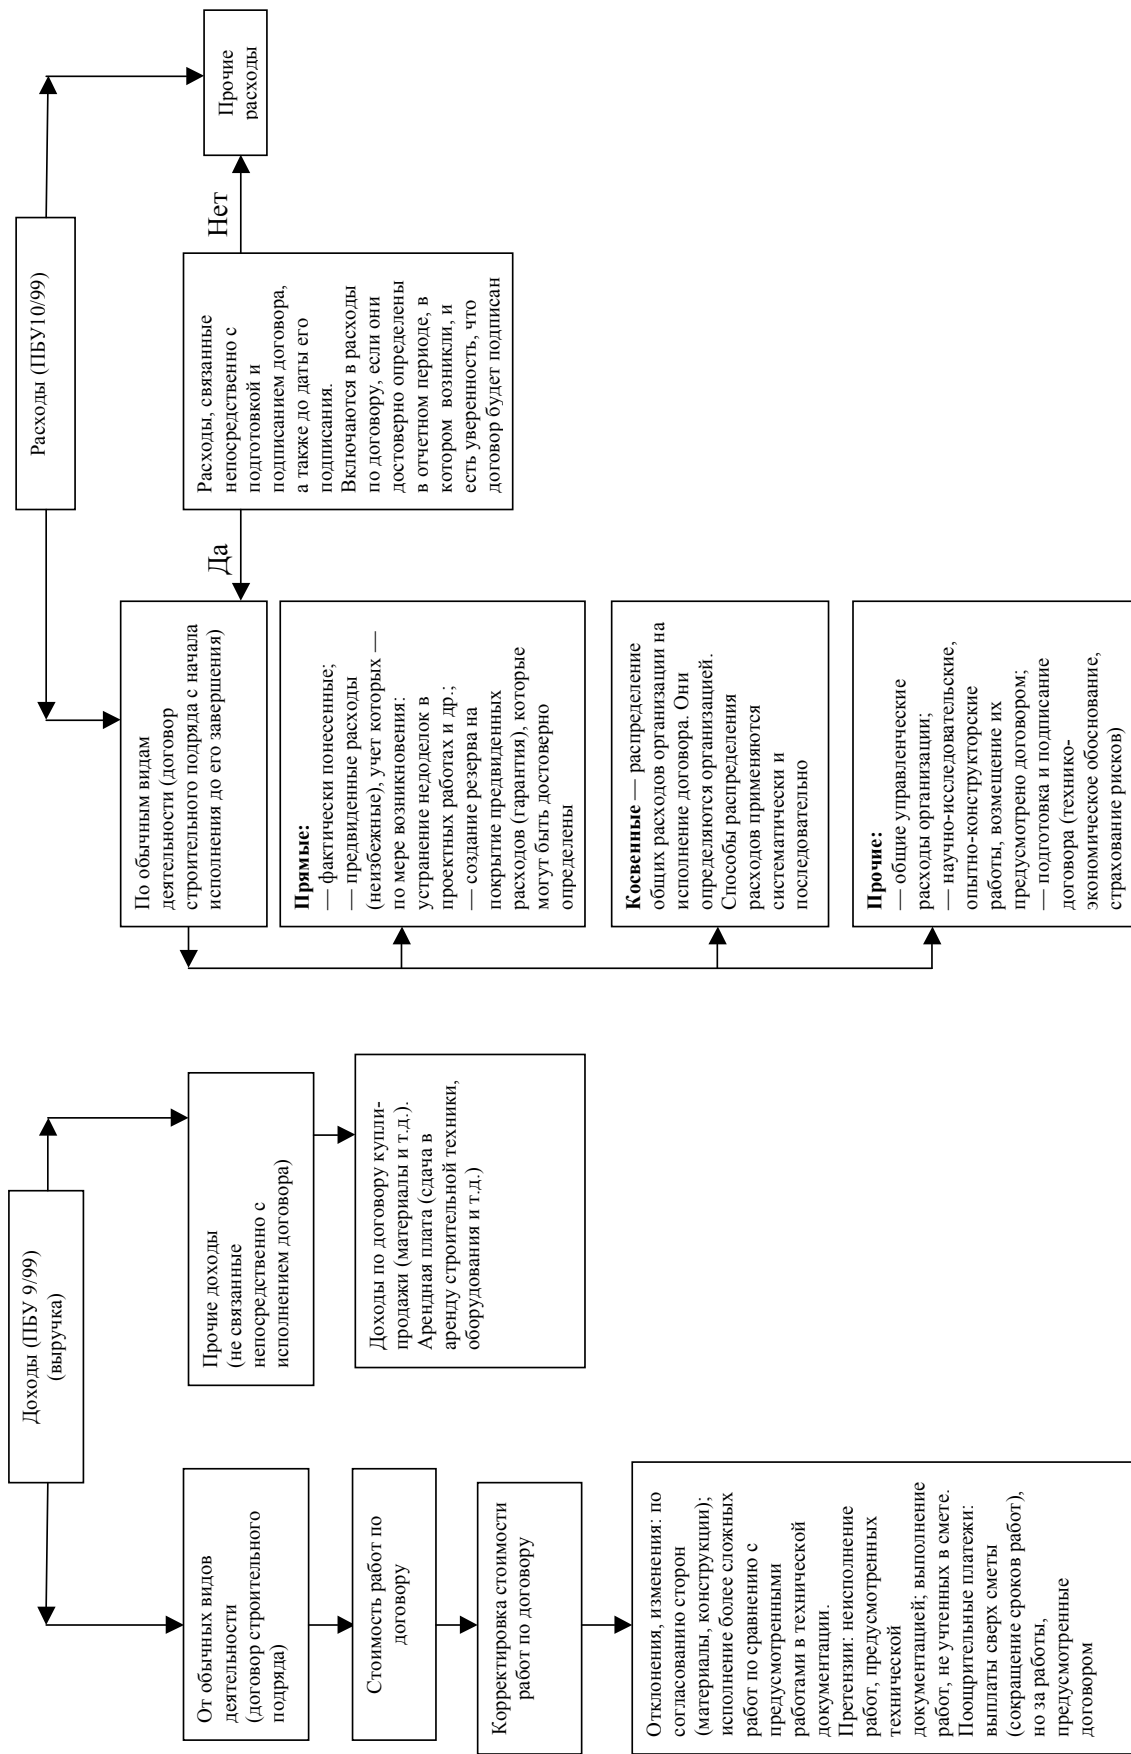 Доходы (ПБУ 9/99)
(выручка)
От обычных видов
деятельности
(договор строительного
подряда)
Стоимость работ по
договору
Корректировка стоимости
работ по договору
Отклонения, изменения: по
согласованию сторон
(материалы, конструкции);
исполнение более сложных
работ по сравнению с
предусмотренными
работами в технической
документации.
Претензии: неисполнение
работ, предусмотренных
технической
документацией; выполнение
работ, не учтенных в смете.
Поощрительные платежи:
выплаты сверх сметы
(сокращение сроков работ),
но за работы,
предусмотренные
договором
Прочие доходы
(не связанные
непосредственно с
исполнением договора)
Доходы по договору купли-
продажи (материалы и т.д.).
Арендная плата (сдача в
аренду строительной техники,
оборудования и т.д.)
Расходы (ПБУ10/99)
По обычным видам
деятельности (договор
строительного подряда с начала
исполнения до его завершения)
Да
Расходы, связанные
непосредственно с
подготовкой и
подписанием договора,
а также до даты его
подписания.
Включаются в расходы
по договору, если они
достоверно определены
в отчетном периоде, в
котором возникли, и
есть уверенность, что
договор будет подписан
Нет
Прочие
расходы
Прямые:
— фактически понесенные;
— предвиденные расходы
(неизбежные), учет которых —
по мере возникновения:
устранение недоделок в
проектных работах и др.;
— создание резерва на
покрытие предвиденных
расходов (гарантия), которые
могут быть достоверно
определены
Косвенные — распределение
общих расходов организации на
исполнение договора. Они
определяются организацией.
Способы распределения
расходов применяются
систематически и
последовательно
Прочие:
— общие управленческие
расходы организации;
— научно-исследовательские,
опытно-конструкторские
работы, возмещение их
предусмотрено договором;
— подготовка и подписание
договора (технико-
экономическое обоснование,
страхование рисков)